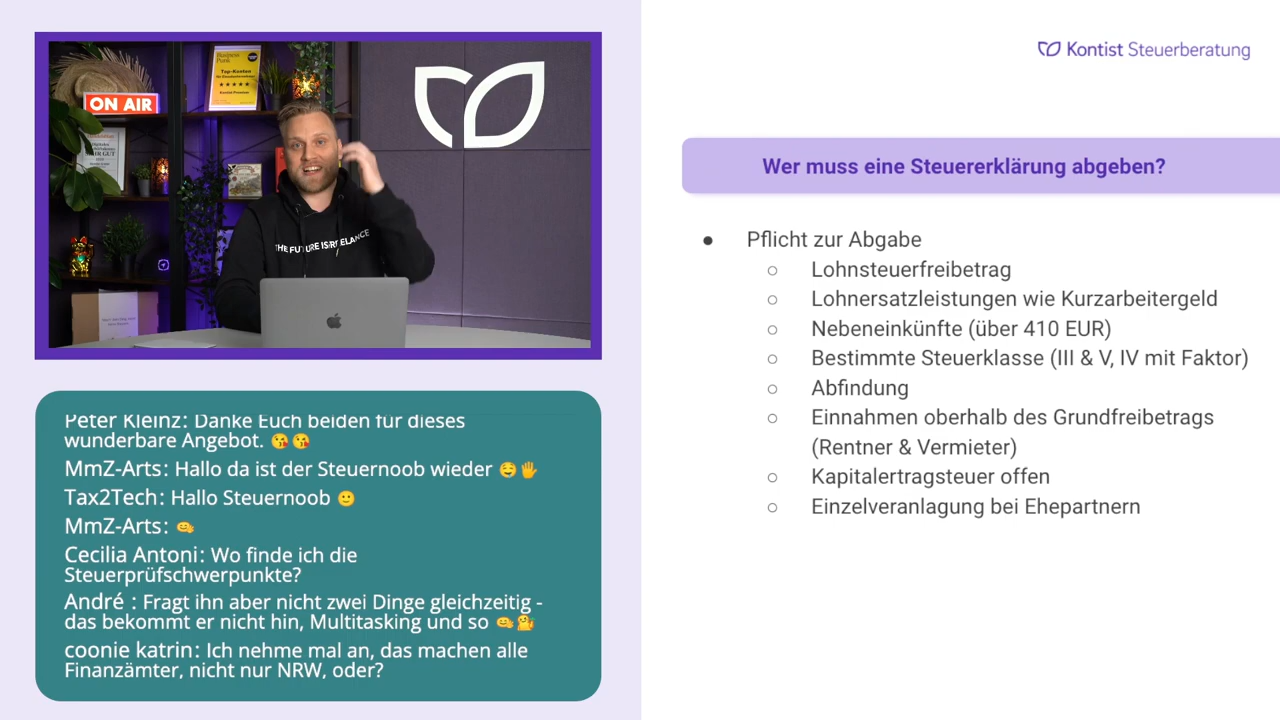 Business
Punk
Top-Konten
ON AIR
THE FUTURE IS FREELANCE
Peter Kleinz: Danke Euch beiden für dieses
wunderbare Angebot. 😘😘
MmZ-Arts: Hallo da ist der Steuernoob wieder 🤤🖐
Tax2Tech: Hallo Steuernoob 🙂
MmZ-Arts: 🤏
Cecilia Antoni: Wo finde ich die
Steuerprüfschwerpunkte?
André : Fragt ihn aber nicht zwei Dinge gleichzeitig -
das bekommt er nicht hin, Multitasking und so
coonie katrin: Ich nehme mal an, das machen alle
Finanzämter, nicht nur NRW, oder?
Kontist Steuerberatung
Wer muss eine Steuererklärung abgeben?
● Pflicht zur Abgabe
○ Lohnsteuerfreibetrag
○ Lohnersatzleistungen wie Kurzarbeitergeld
○ Nebeneinkünfte (über 410 EUR)
○ Bestimmte Steuerklasse (III & V, IV mit Faktor)
○ Abfindung
○ Einnahmen oberhalb des Grundfreibetrags
(Rentner & Vermieter)
○ Kapitalertragsteuer offen
○ Einzelveranlagung bei Ehepartnern